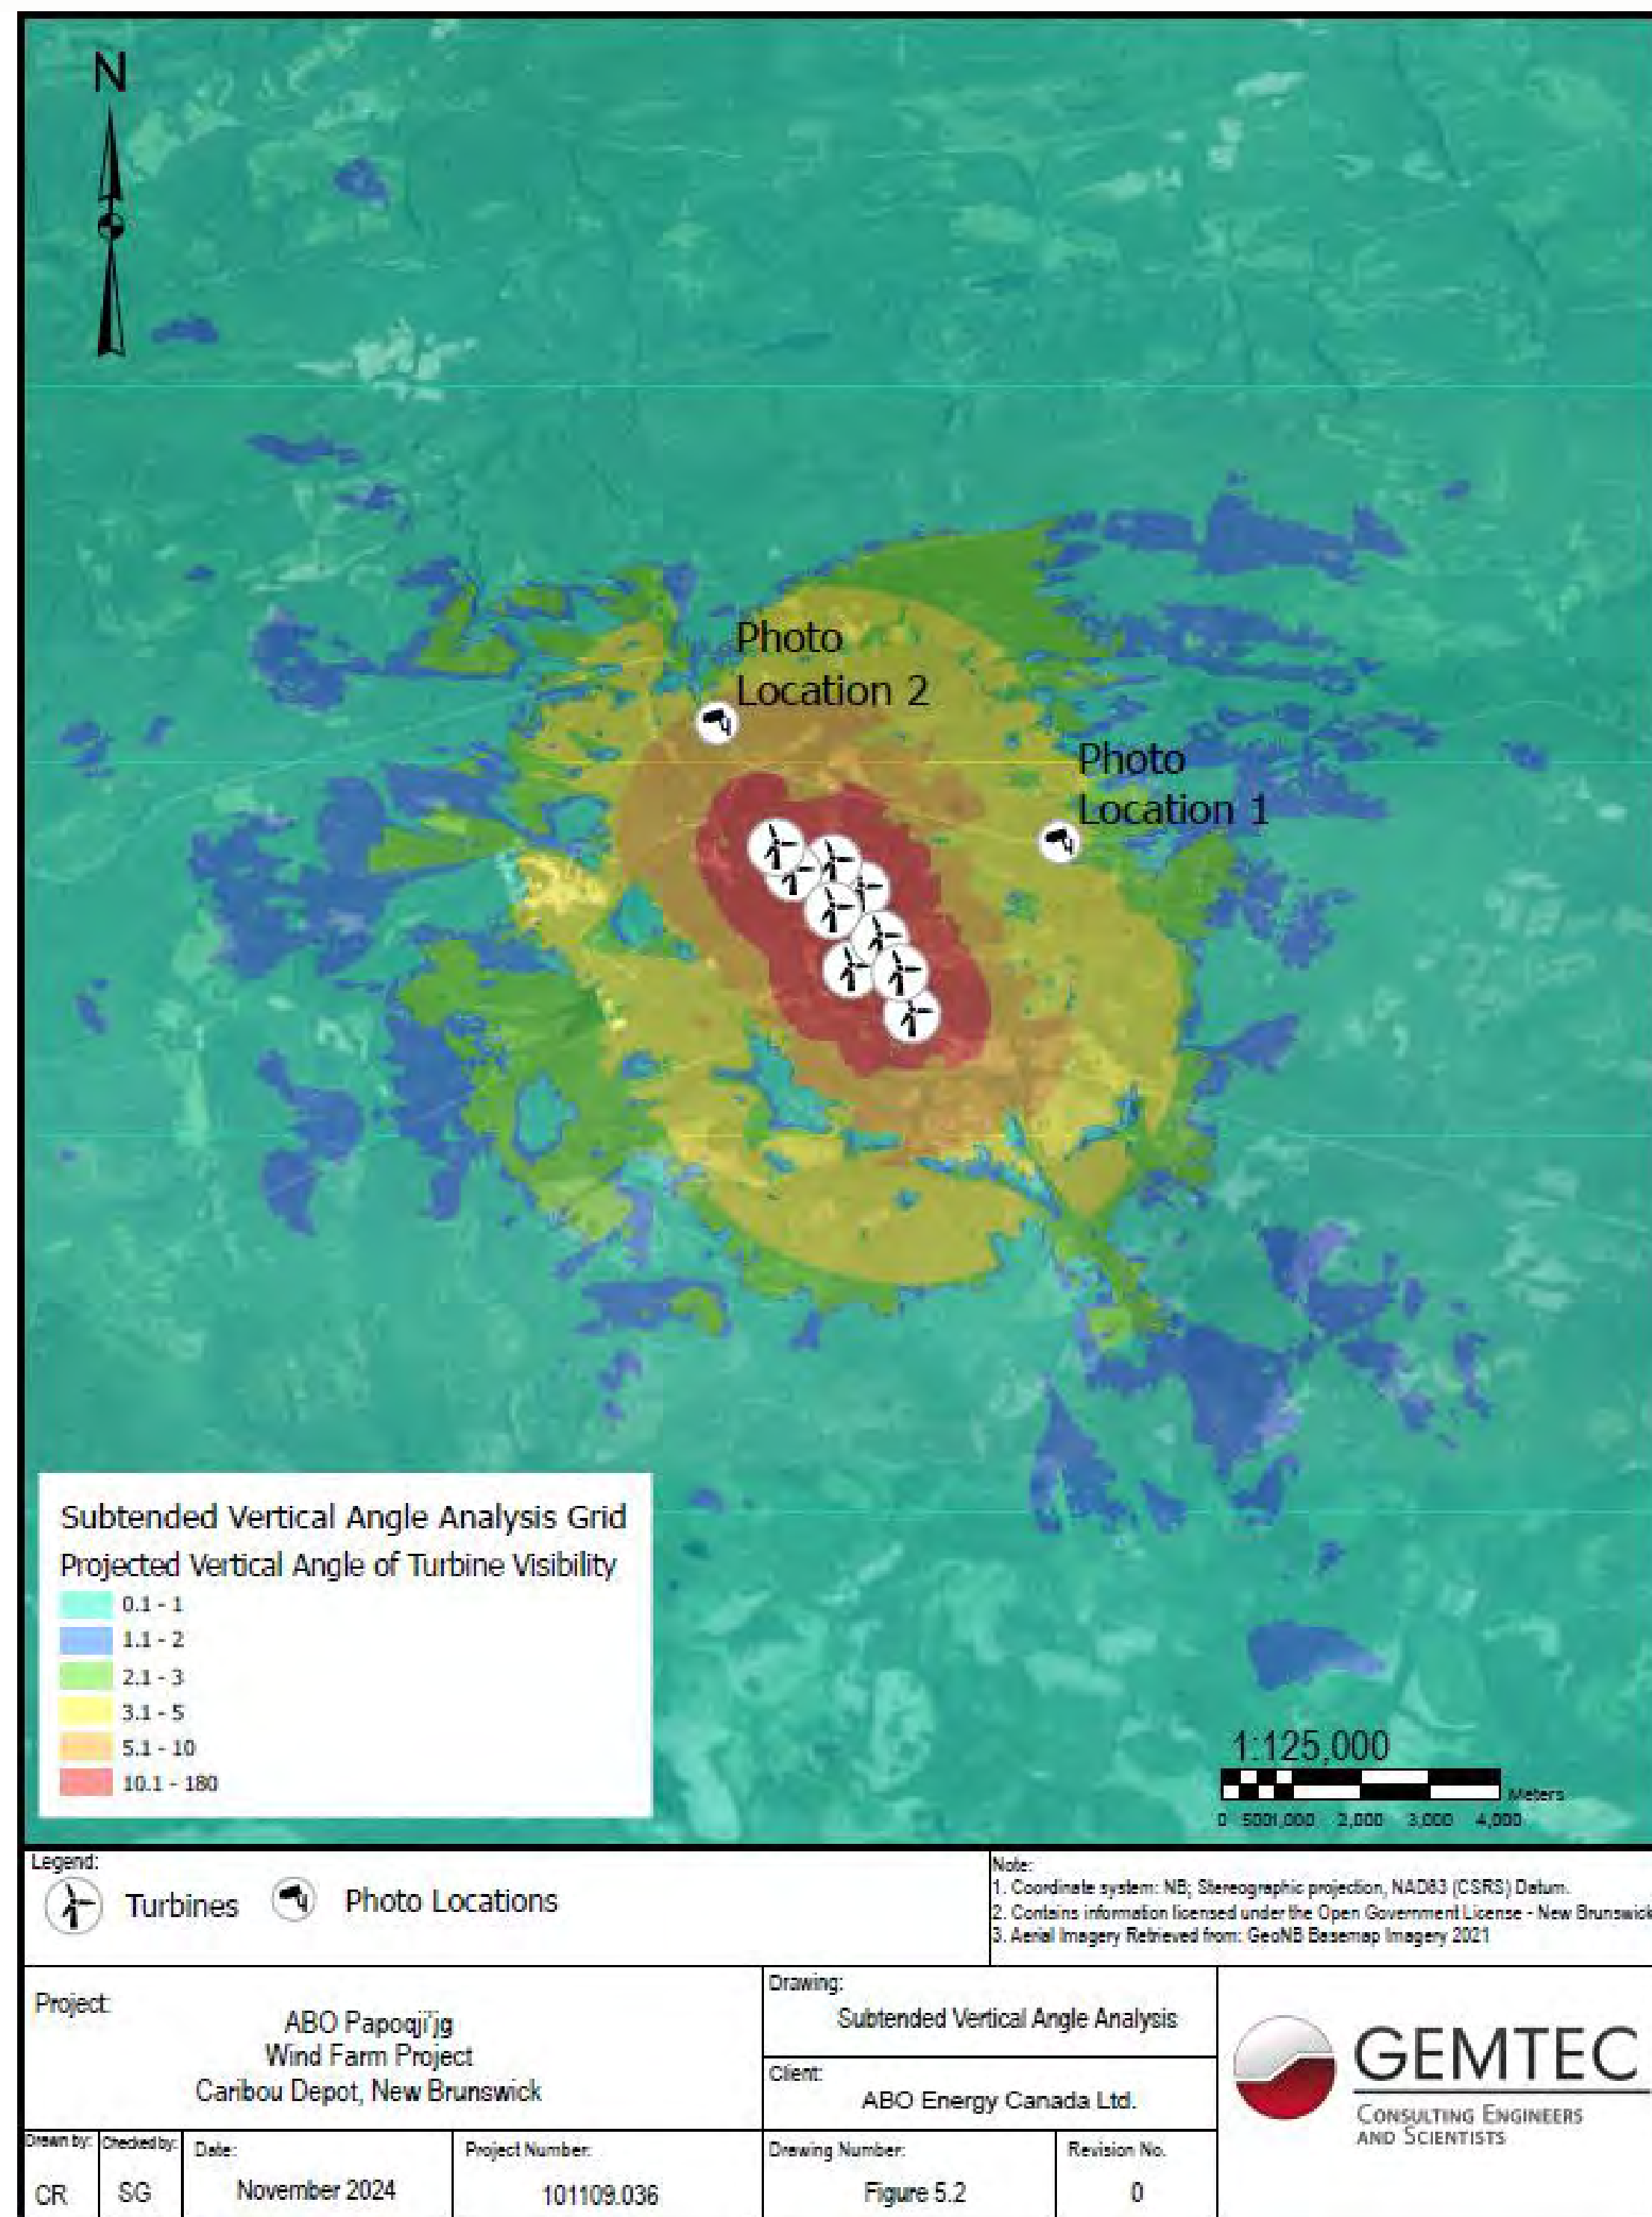 N
Photo
Location 2
Photo
Location 1
Subtended Vertical Angle Analysis Grid
Projected Vertical Angle of Turbine Visibility
0.1 - 1
1.1 - 2
2.1 - 3
3.1 - 5
5.1 - 10
10.1 - 180
1:125,000
Meters
0 500 1,000 2,000 3,000 4,000
Legend:
Turbines
Photo Locations
Note:
1. Coordinate system: NB; Stereographic projection, NAD83 (CSRS) Datum.
2. Contains information licensed under the Open Government License - New Brunswick
3. Aerial Imagery Retrieved from: GeoNB Basemap Imagery 2021
Project:
ABO Papoqji'jg
Wind Farm Project
Caribou Depot, New Brunswick
Drawing:
Subtended Vertical Angle Analysis
Client:
ABO Energy Canada Ltd.
GEMTEC
CONSULTING ENGINEERS
AND SCIENTISTS
Drawn by:
CR
Checked by:
SG
Date:
November 2024
Project Number:
101109.036
Drawing Number:
Figure 5.2
Revision No.
0